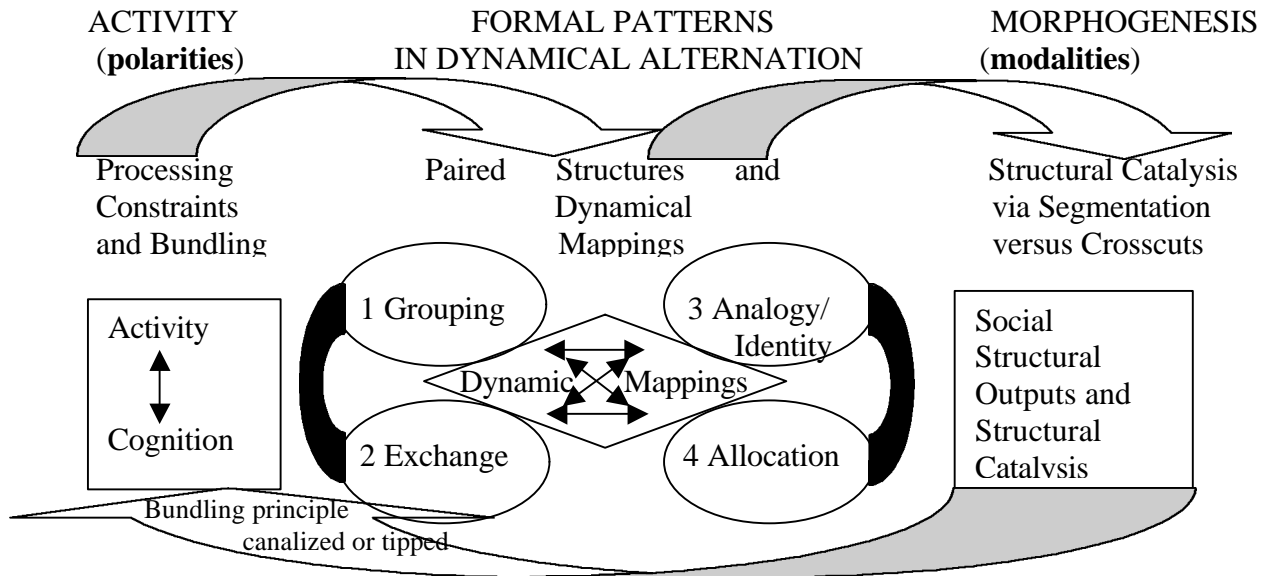 ACTIVITY
(polarities)
FORMAL PATTERNS
IN DYNAMICAL ALTERNATION
MORPHOGENESIS
(modalities)
Processing
Constraints
and Bundling
Paired Structures and
Dynamical
Mappings
Structural Catalysis
via Segmentation
versus Crosscuts
Activity
Cognition
1 Grouping
2 Exchange
Dynamic Mappings
3 Analogy/
Identity
4 Allocation
Social
Structural
Outputs and
Structural
Catalysis
Bundling principle
canalized or tipped